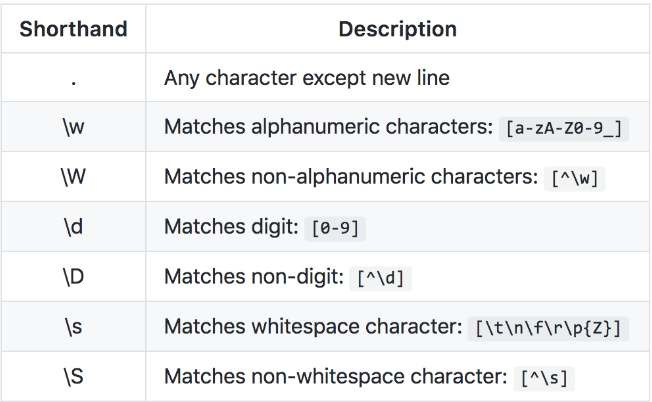 Shorthand Description
. Any character except new line
\w Matches alphanumeric characters: [a-zA-Z0-9_]
\W Matches non-alphanumeric characters: [^\w]
\d Matches digit: [0-9]
\D Matches non-digit: [^\d]
\s Matches whitespace character: [\t\n\f\r\p{Z}]
\S Matches non-whitespace character: [^\s]